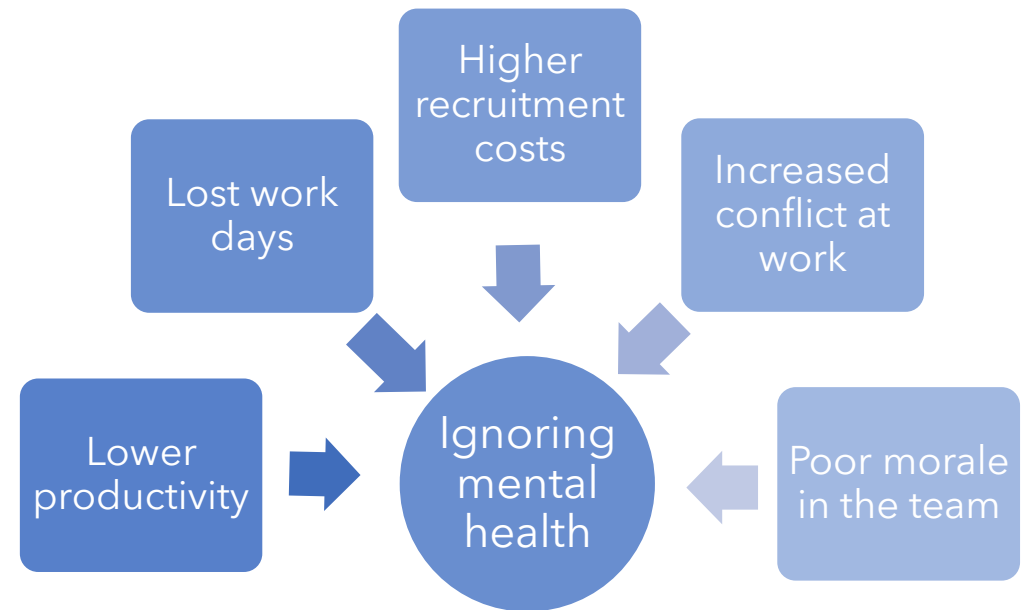 Higher
recruitment
costs
Lost work
days
Increased
conflict at
work
Lower
productivity
Ignoring
mental
health
Poor morale
in the team